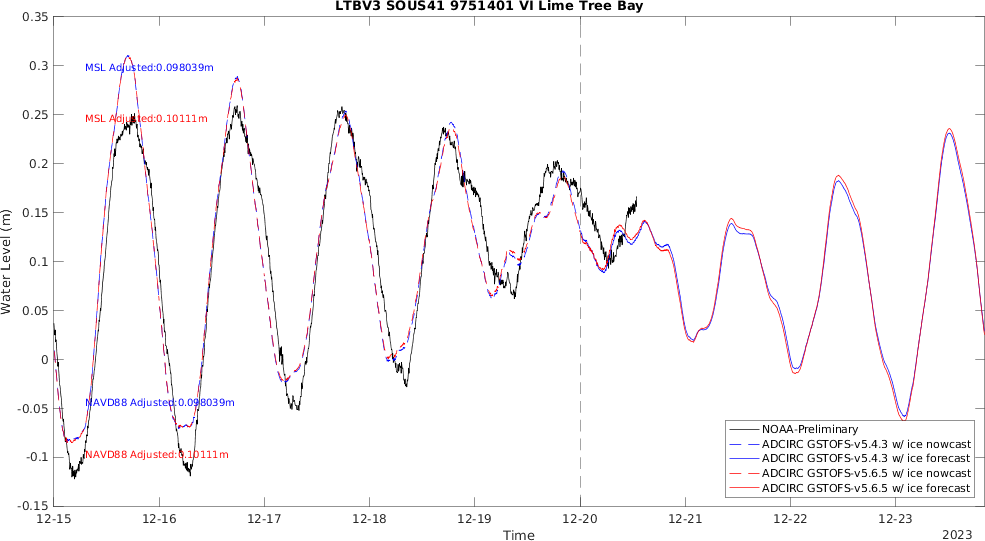 LTBV3 SOUS41 9751401 VI Lime Tree Bay
0.35
0.3
0.25
0.2
0.15
0.1
0.05
0
-0.05
-0.1
-0.15
Water Level (m)
MSL Adjusted:0.098039m
MSL Adjusted:0.10111m
NAVD88 Adjusted:0.098039m
NAVD88 Adjusted:0.10111m
NOAA-Preliminary
ADCIRC GSTOFS-v5.4.3 w/ ice nowcast
ADCIRC GSTOFS-v5.4.3 w/ ice forecast
ADCIRC GSTOFS-v5.6.5 w/ ice nowcast
ADCIRC GSTOFS-v5.6.5 w/ ice forecast
12-15 12-16 12-17 12-18 12-19 12-20 12-21 12-22 12-23
Time
2023